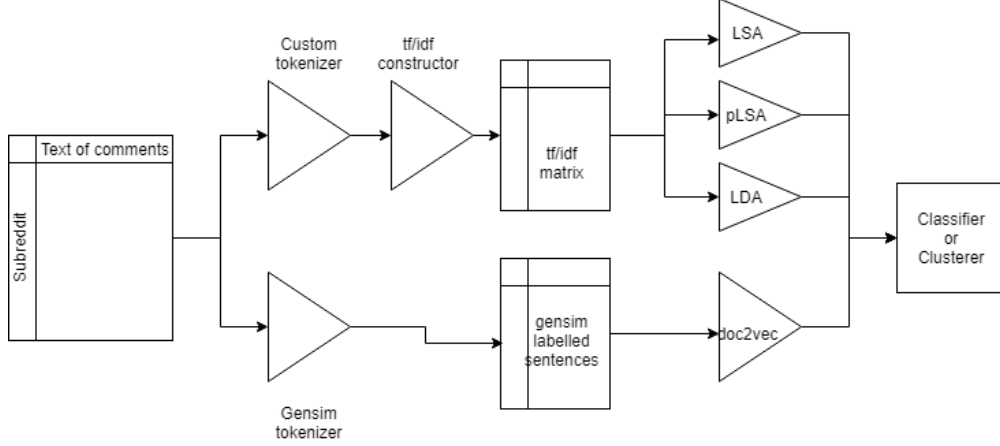 Custom
tokenizer
tf/idf
constructor
LSA
pLSA
LDA
Text of comments
Subreddit
tf/idf
matrix
Classifier
or
Clusterer
gensim
labelled
sentences
doc2vec
Gensim
tokenizer